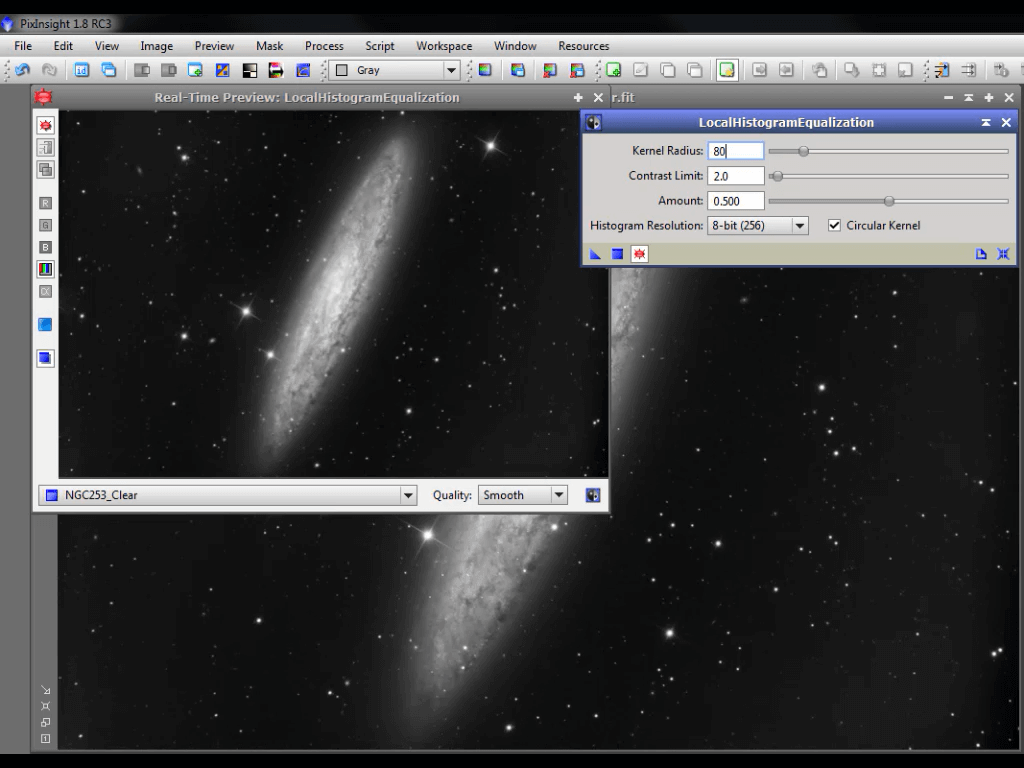 PixInsight 1.8 RC3
File Edit View Image Preview Mask Process Script Workspace Window Resources
id Gray
Real-Time Preview: LocalHistogramEqualization
r.fit
LocalHistogramEqualization
Kernel Radius: 80
Contrast Limit: 2.0
Amount: 0.500
Histogram Resolution: 8-bit (256) Circular Kernel
R
G
B
NGC253_Clear Quality: Smooth
1